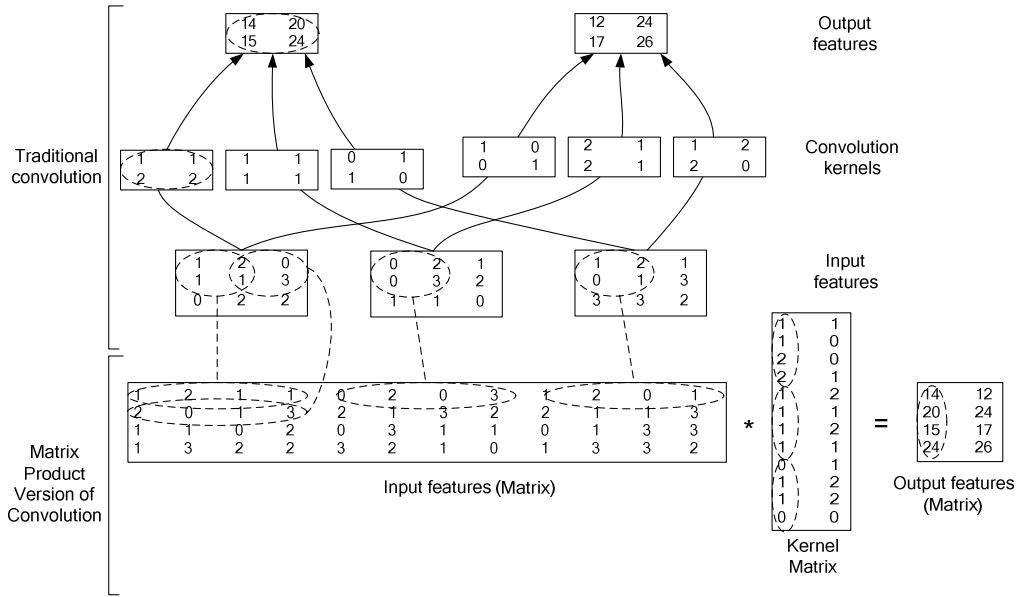 14 20
15 24
12 24
17 26
Output
features
Traditional
convolution
1 1
2 2
1 1
1 1
0 1
1 0
1 0
0 1
2 1
2 1
1 2
2 0
Convolution
kernels
1 2 0
1 1 3
0 2 2
0 2 1
0 3 2
1 1 0
1 2 1
0 1 3
3 3 2
Input
features
Matrix
Product
Version of
Convolution
1 2 1 1 0 2 0 3 1 2 0 1
2 0 1 3 2 1 3 2 2 1 1 3
1 1 0 2 0 3 1 1 0 1 3 3
1 3 2 2 3 2 1 0 1 3 3 2
Input features (Matrix)
*
1 1
1 0
2 0
2 1
1 2
1 1
1 2
1 1
0 1
1 2
1 2
0 0
Kernel
Matrix
=
14 12
20 24
15 17
24 26
Output features
(Matrix)